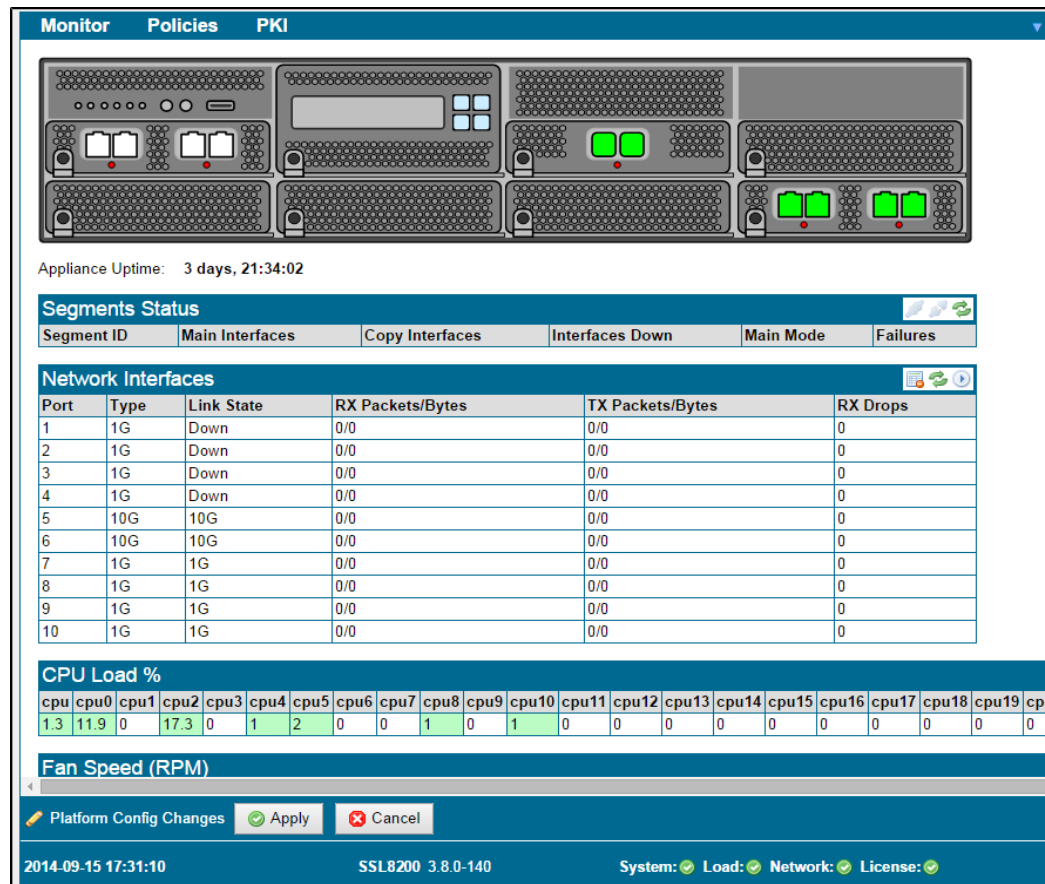 Monitor Policies PKI
Appliance Uptime: 3 days, 21:34:02
Segments Status
Segment ID Main Interfaces Copy Interfaces Interfaces Down Main Mode Failures
Network Interfaces
Port Type Link State RX Packets/Bytes TX Packets/Bytes RX Drops
1 1G Down 0/0 0/0 0
2 1G Down 0/0 0/0 0
3 1G Down 0/0 0/0 0
4 1G Down 0/0 0/0 0
5 10G 10G 0/0 0/0 0
6 10G 10G 0/0 0/0 0
7 1G 1G 0/0 0/0 0
8 1G 1G 0/0 0/0 0
9 1G 1G 0/0 0/0 0
10 1G 1G 0/0 0/0 0
CPU Load %
cpu cpu0 cpu1 cpu2 cpu3 cpu4 cpu5 cpu6 cpu7 cpu8 cpu9 cpu10 cpu11 cpu12 cpu13 cpu14 cpu15 cpu16 cpu17 cpu18 cpu19 cp
1.3 11.9 0 17.3 0 1 2 0 0 1 0 1 0 0 0 0 0 0 0 0 0 0
Fan Speed (RPM)
Platform Config Changes Apply Cancel
2014-09-15 17:31:10 SSL8200 3.8.0-140 System: Load: Network: License: